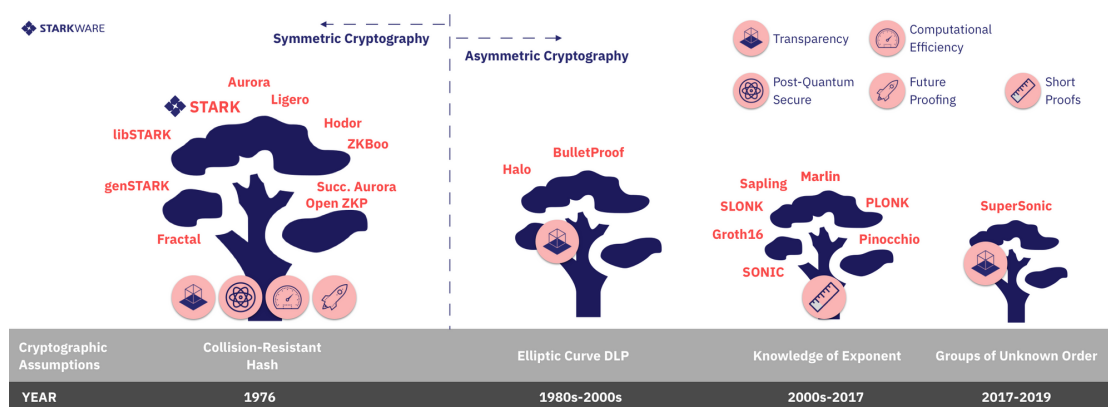 STARKWARE
Symmetric Cryptography
Asymmetric Cryptography
Transparency
Computational
Efficiency
Post-Quantum
Secure
Future
Proofing
Short
Proofs
Aurora
STARK
Ligero
libSTARK
Hodor
ZKBoo
genSTARK
Succ. Aurora
Open ZKP
Fractal
BulletProof
Halo
Marlin
Sapling
SLONK
PLONK
Groth16
Pinocchio
SONIC
SuperSonic
Cryptographic
Assumptions
Collision-Resistant
Hash
Elliptic Curve DLP
Knowledge of Exponent
Groups of Unknown Order
YEAR
1976
1980s-2000s
2000s-2017
2017-2019